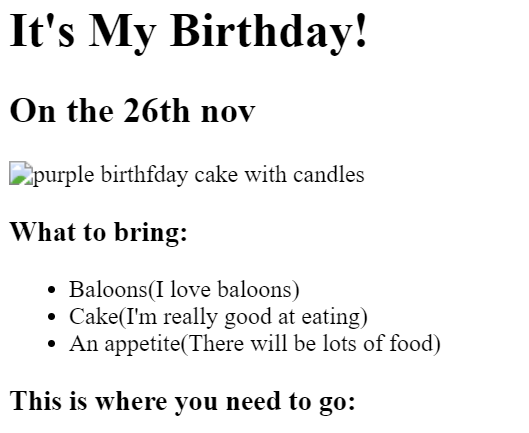 It's My Birthday!
On the 26th nov
purple birthfday cake with candles
What to bring:
Baloons(I love baloons)
Cake(I'm really good at eating)
An appetite(There will be lots of food)
This is where you need to go: